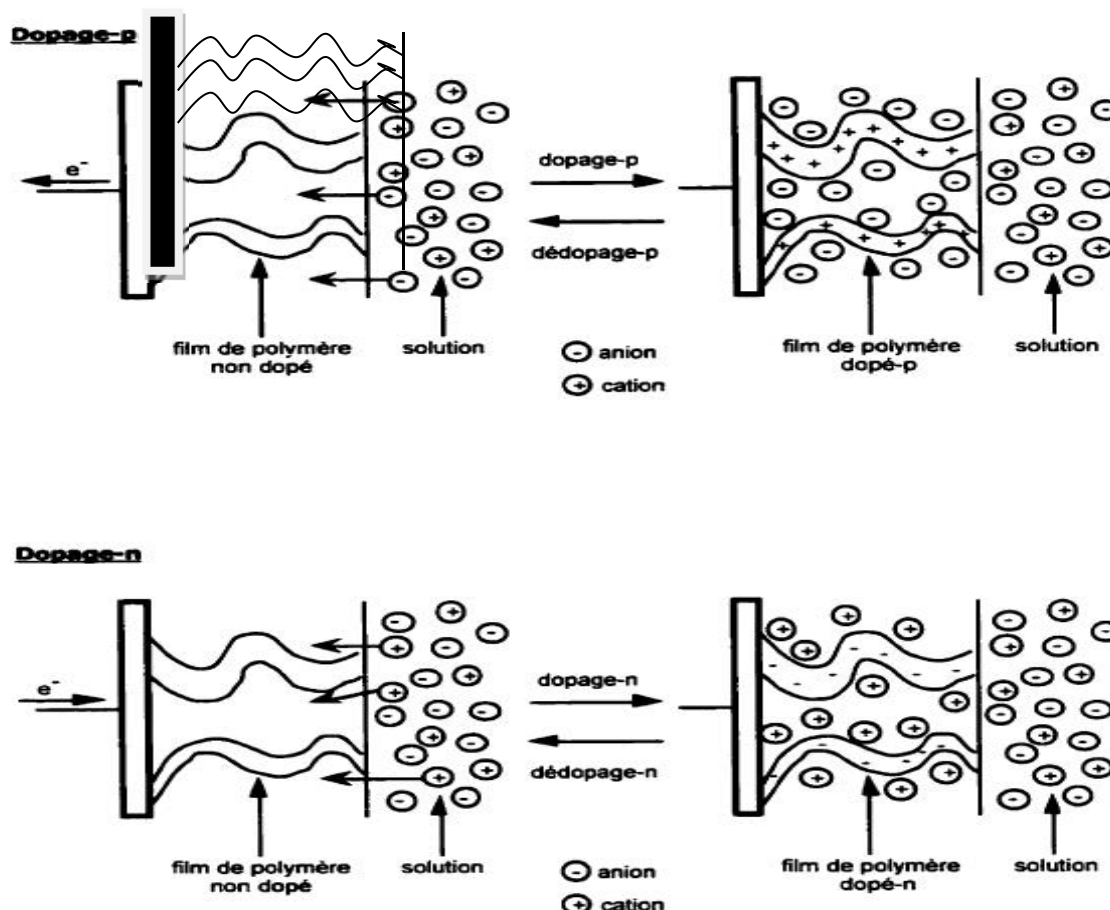 Dopage-p
e-
dopage-p
dédopage-p
film de polymère
non dopé
solution
anion
cation
film de polymère
dopé-p
solution
Dopage-n
e-
dopage-n
dédopage-n
film de polymère
non dopé
solution
anion
cation
film de polymère
dopé-n
solution